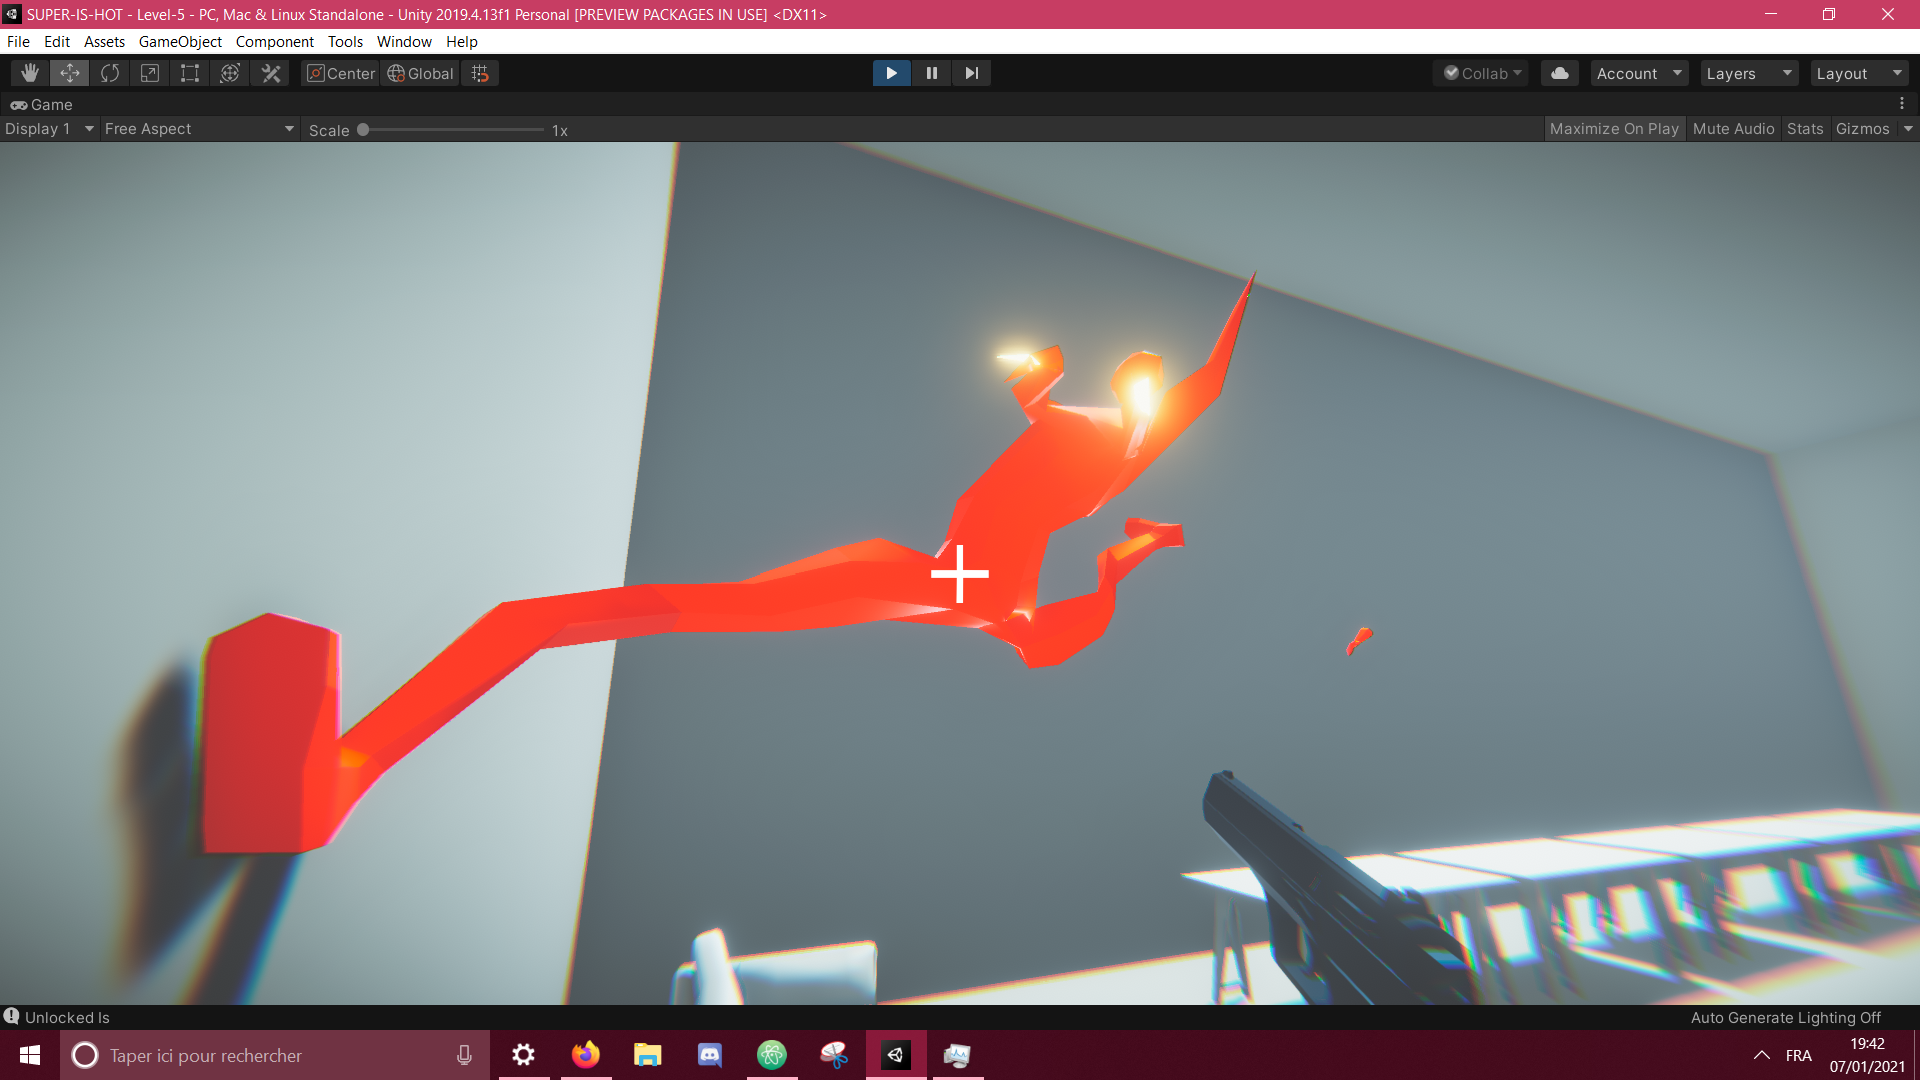 SUPER-IS-HOT - Level-5 - PC, Mac & Linux Standalone - Unity 2019.4.13f1 Personal [PREVIEW PACKAGES IN USE] <DX11>
File Edit Assets GameObject Component Tools Window Help
Center Global Collab Account Layers Layout
Game
Display 1 Free Aspect Scale 1x Maximize On Play Mute Audio Stats Gizmos
Unlocked Is Auto Generate Lighting Off
Taper ici pour rechercher FRA 19:42
07/01/2021